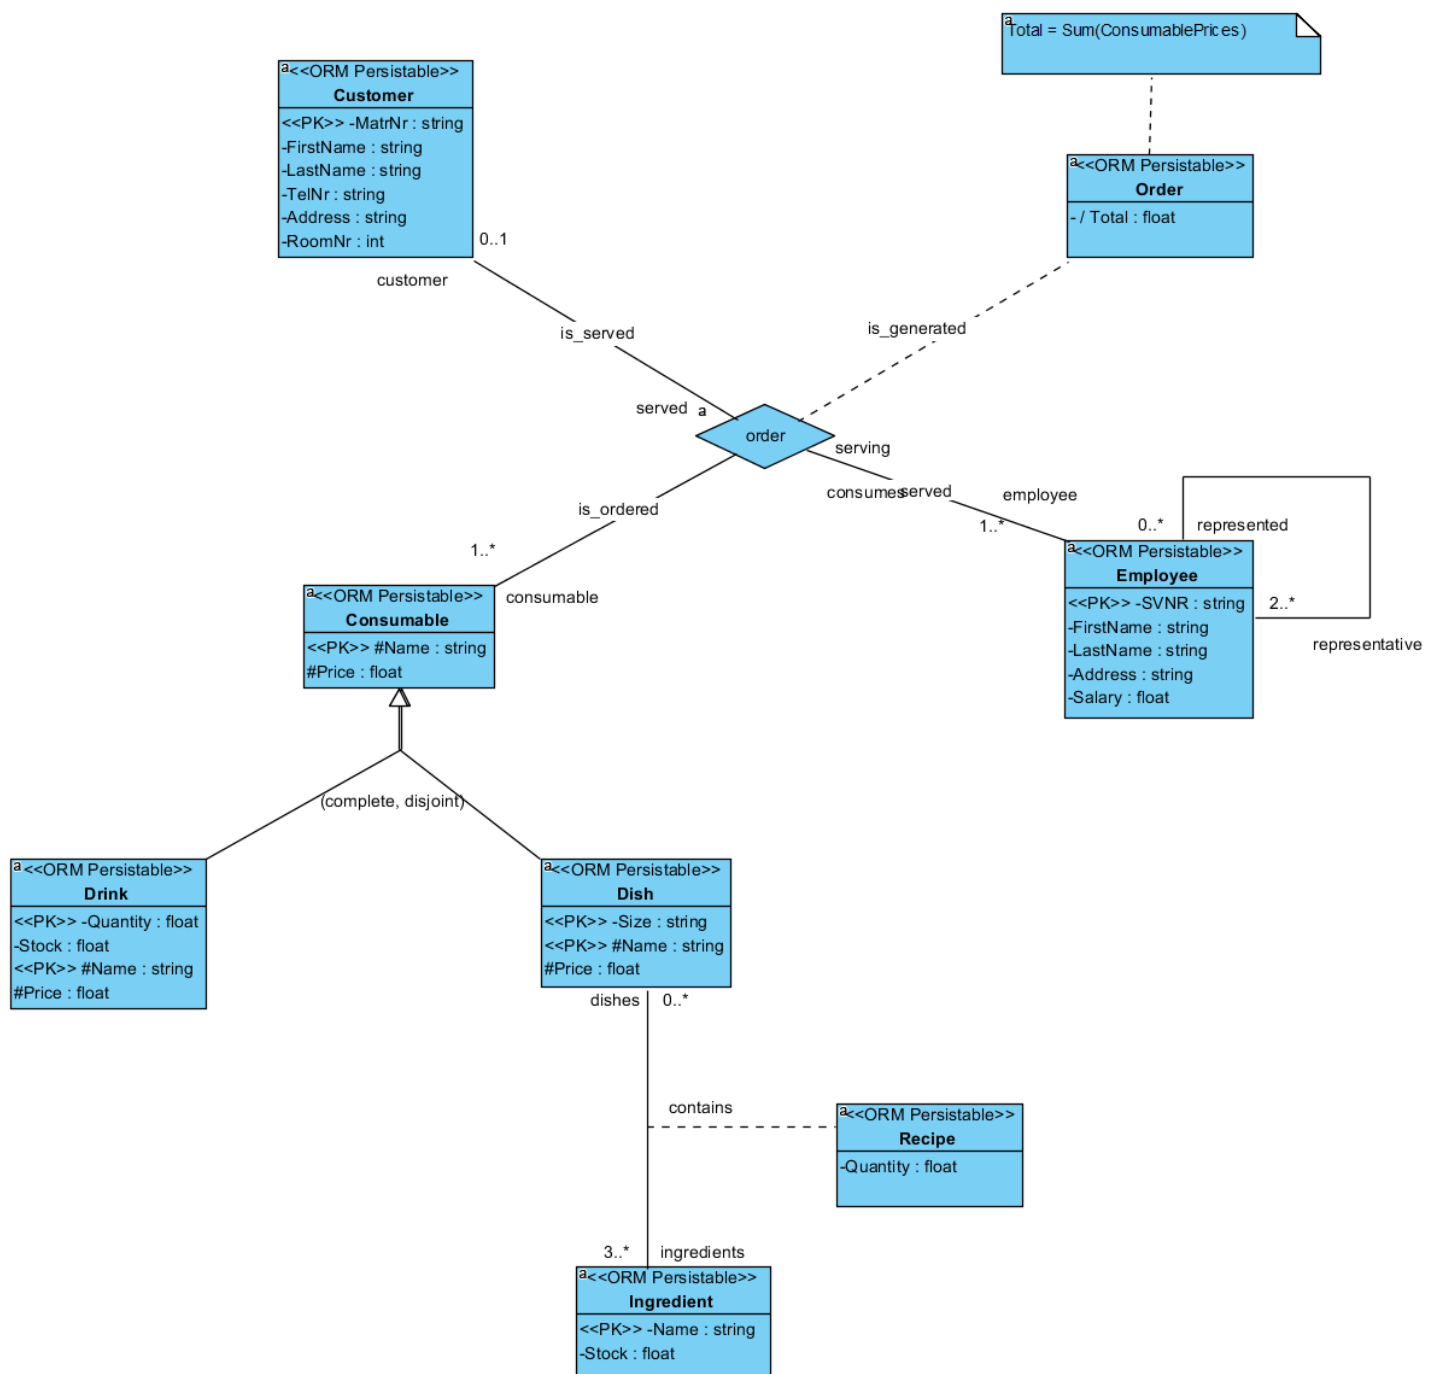 a
Total = Sum(ConsumablePrices)
a
<<ORM Persistable>>
Customer
<<PK>> -MatrNr : string
-FirstName : string
-LastName : string
-TelNr : string
-Address : string
-RoomNr : int
0..1
customer
a
<<ORM Persistable>>
Order
- / Total : float
is_served
is_generated
served
a
order
serving
consumes
served
employee
1..*
0..*
represented
is_ordered
1..*
consumable
a
<<ORM Persistable>>
Employee
<<PK>> -SVNR : string
-FirstName : string
-LastName : string
-Address : string
-Salary : float
2..*
representative
a
<<ORM Persistable>>
Consumable
<<PK>> #Name : string
#Price : float
(complete, disjoint)
a
<<ORM Persistable>>
Drink
<<PK>> -Quantity : float
-Stock : float
<<PK>> #Name : string
#Price : float
a
<<ORM Persistable>>
Dish
<<PK>> -Size : string
<<PK>> #Name : string
#Price : float
dishes
0..*
contains
a
<<ORM Persistable>>
Recipe
-Quantity : float
3..*
ingredients
a
<<ORM Persistable>>
Ingredient
<<PK>> -Name : string
-Stock : float